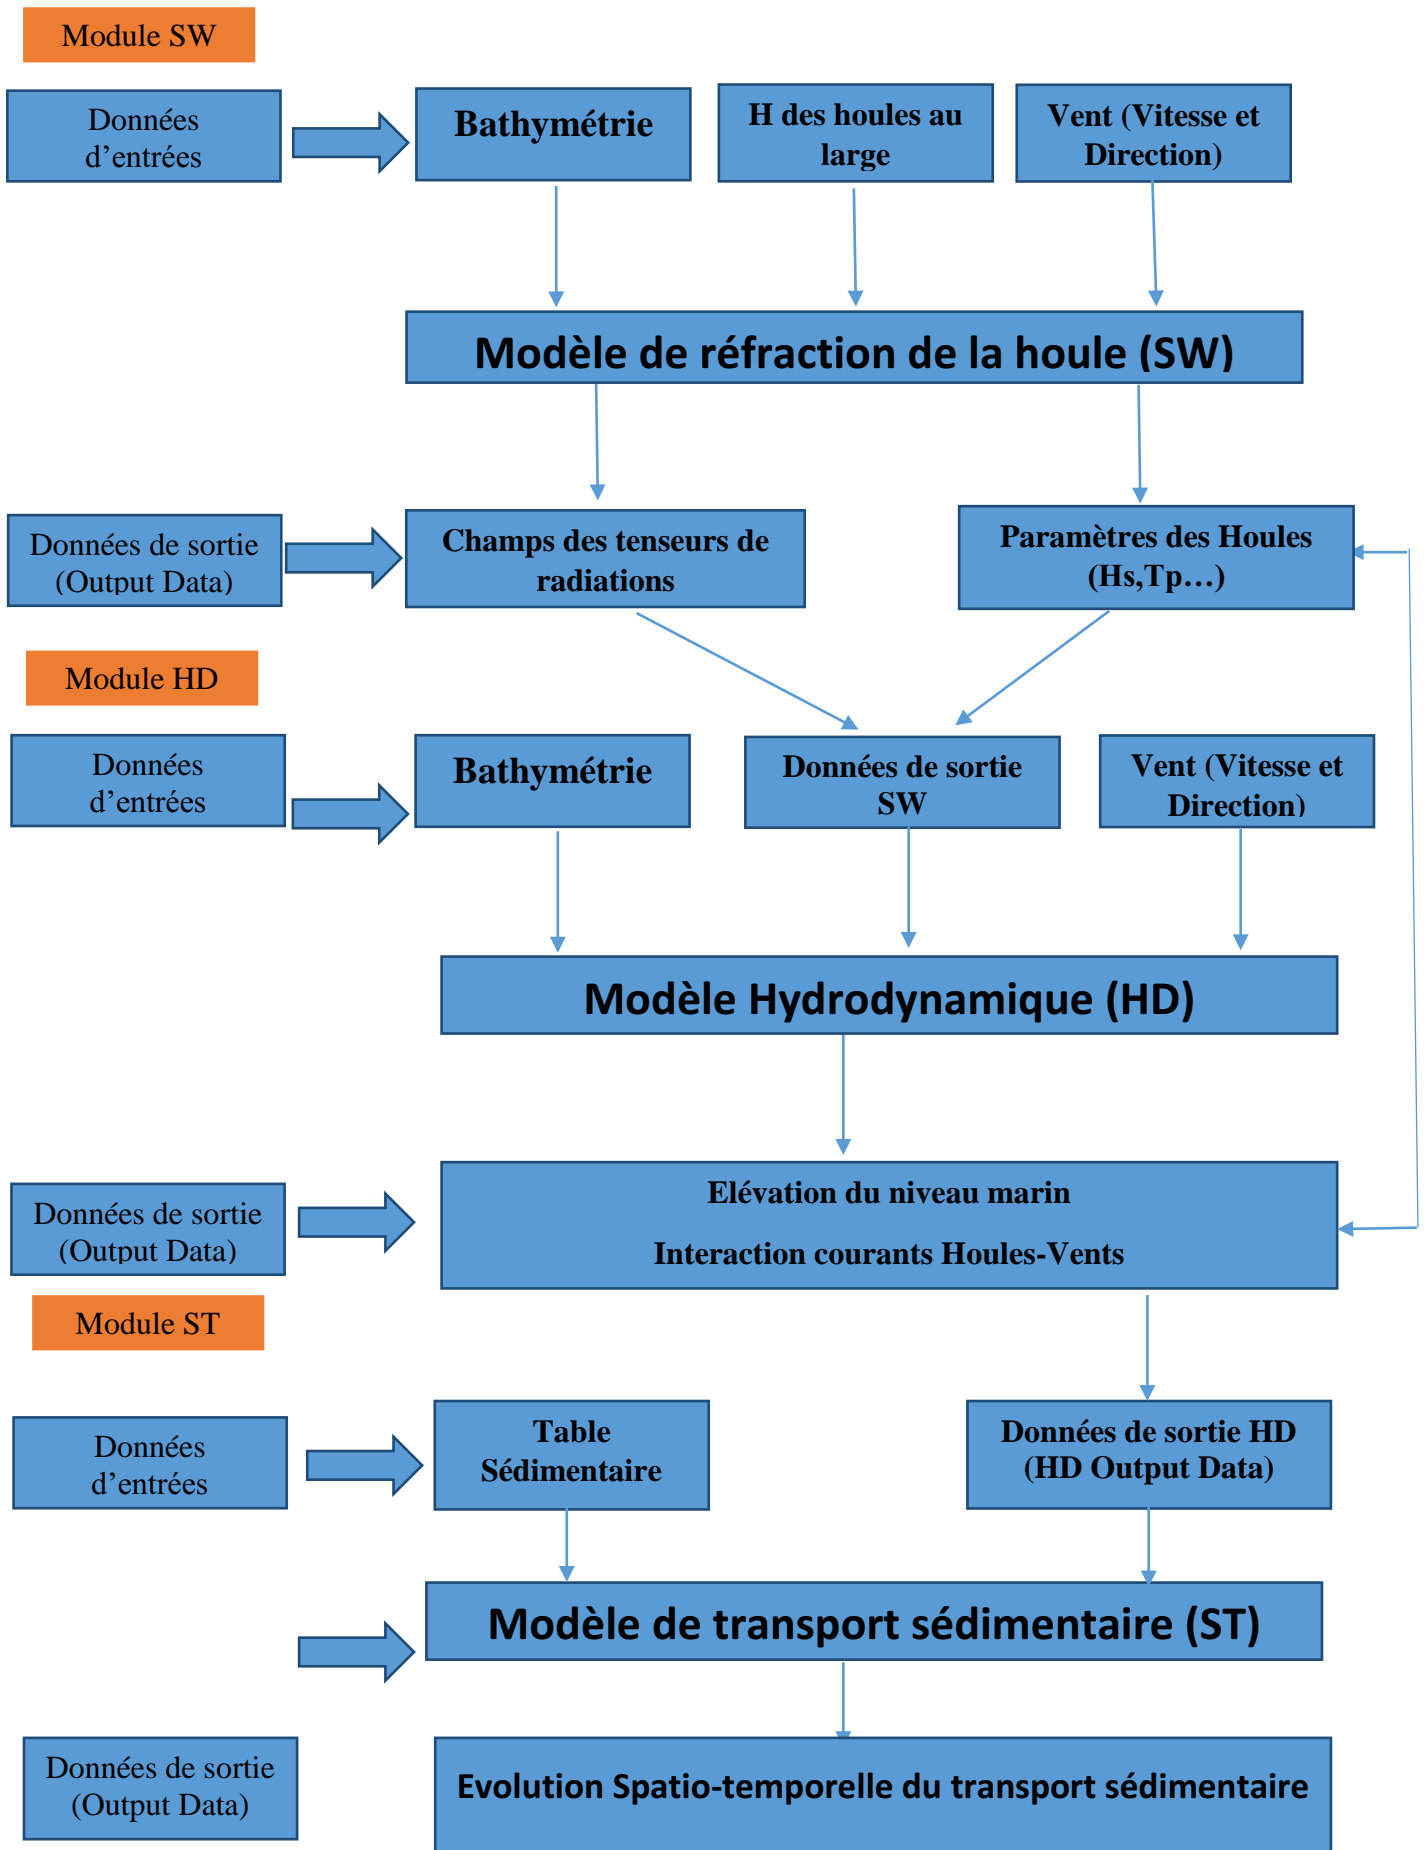 Module SW
Données
d’entrées
Bathymétrie
H des houles au
large
Vent (Vitesse et
Direction)
Modèle de réfraction de la houle (SW)
Données de sortie
(Output Data)
Champs des tenseurs de
radiations
Paramètres des Houles
(Hs,Tp…)
Module HD
Données
d’entrées
Bathymétrie
Données de sortie
SW
Vent (Vitesse et
Direction)
Modèle Hydrodynamique (HD)
Données de sortie
(Output Data)
Elévation du niveau marin
Interaction courants Houles-Vents
Module ST
Données
d’entrées
Table
Sédimentaire
Données de sortie HD
(HD Output Data)
Modèle de transport sédimentaire (ST)
Données de sortie
(Output Data)
Evolution Spatio-temporelle du transport sédimentaire